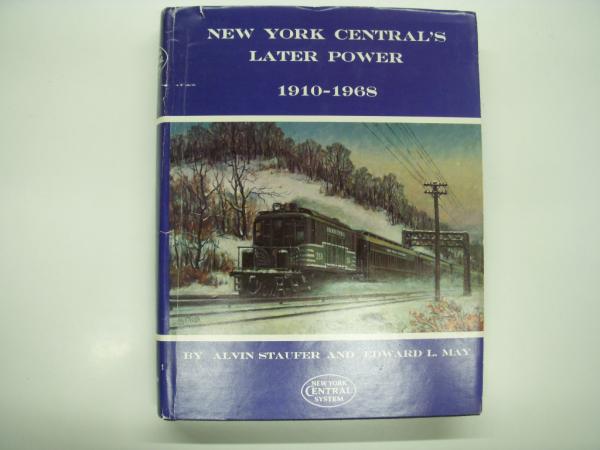 NEW YORK CENTRAL'S
LATER POWER
1910-1968
BY ALVIN STAUFER AND EDWARD L. MAY
NEW YORK
CENTRAL
SYSTEM